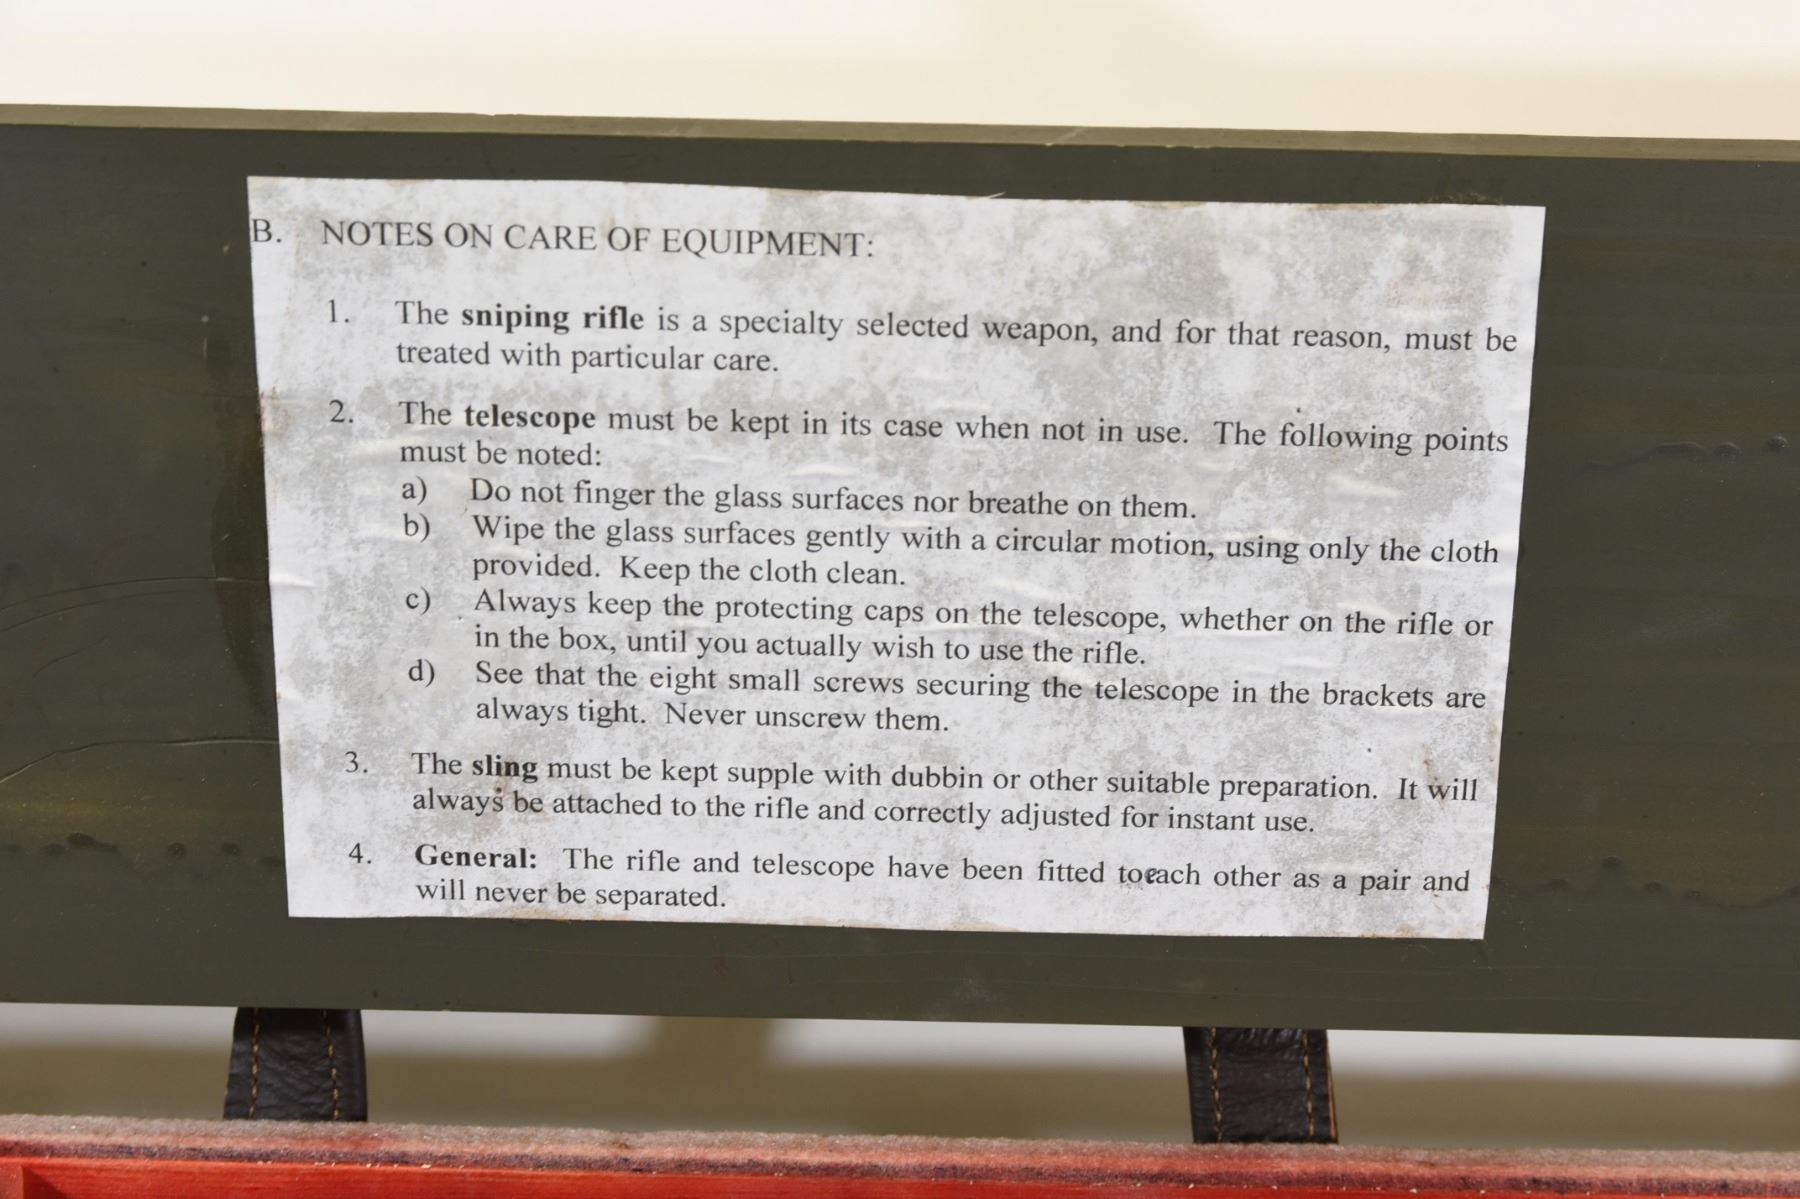 B. NOTES ON CARE OF EQUIPMENT:
1. The sniping rifle is a specialty selected weapon, and for that reason, must be
treated with particular care.
2. The telescope must be kept in its case when not in use. The following points
must be noted:
a) Do not finger the glass surfaces nor breathe on them.
b) Wipe the glass surfaces gently with a circular motion, using only the cloth
provided. Keep the cloth clean.
c) Always keep the protecting caps on the telescope, whether on the rifle or
in the box, until you actually wish to use the rifle.
d) See that the eight small screws securing the telescope in the brackets are
always tight. Never unscrew them.
3. The sling must be kept supple with dubbin or other suitable preparation. It will
always be attached to the rifle and correctly adjusted for instant use.
4. General: The rifle and telescope have been fitted toeach other as a pair and
will never be separated.